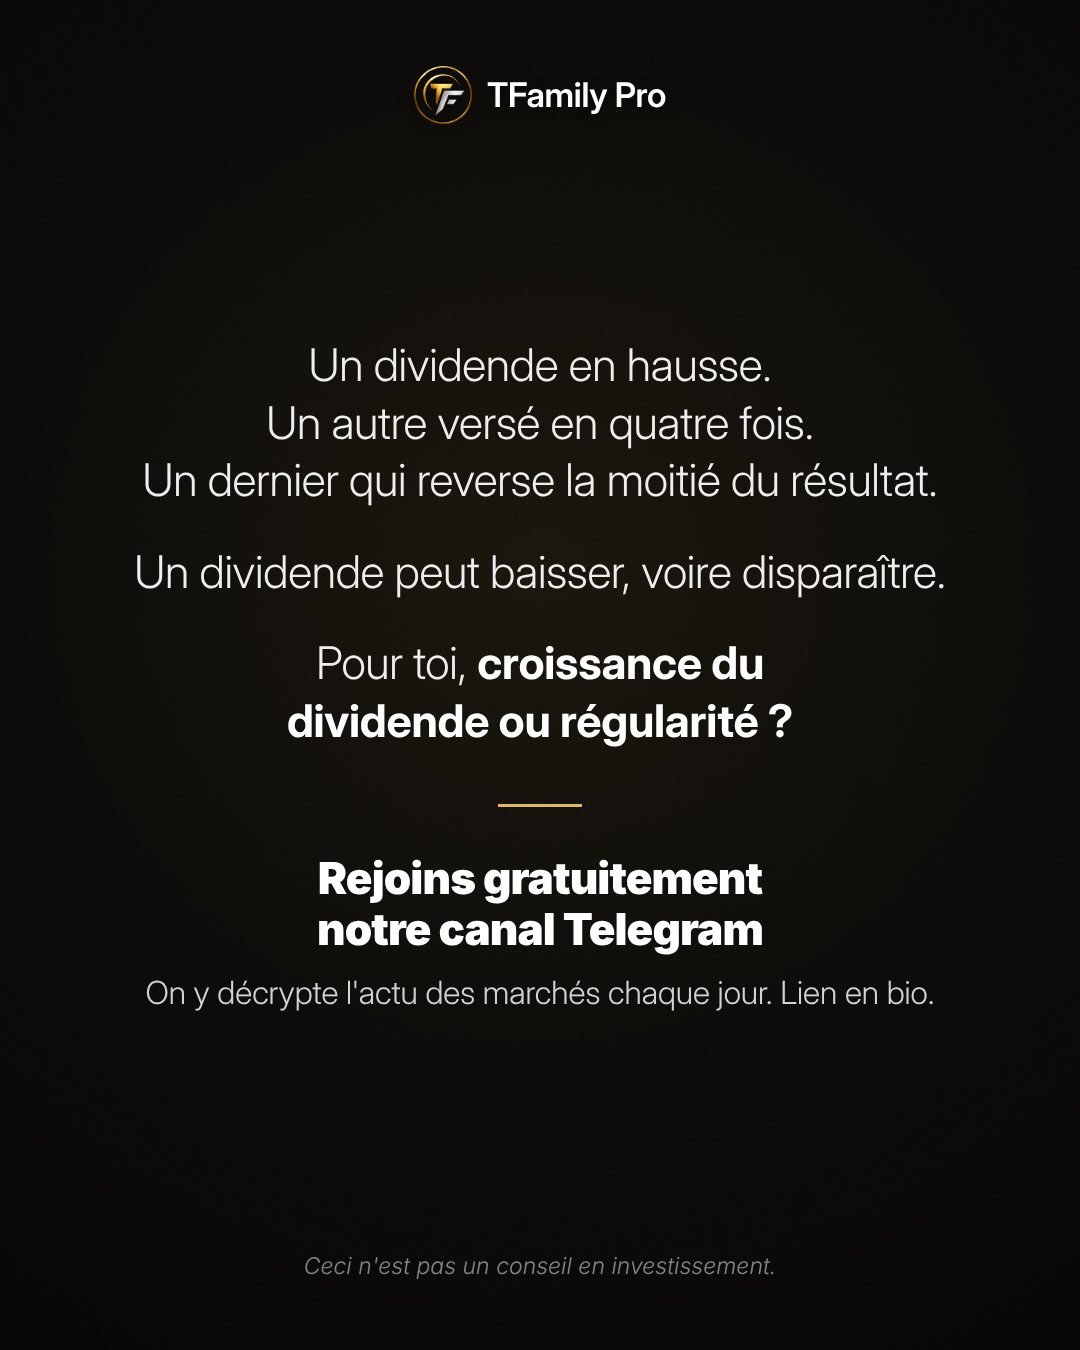 TF TFamily Pro
Un dividende en hausse.
Un autre versé en quatre fois.
Un dernier qui reverse la moitié du résultat.
Un dividende peut baisser, voire disparaître.
Pour toi, croissance du
dividende ou régularité ?
Rejoins gratuitement
notre canal Telegram
On y décrypte l'actu des marchés chaque jour. Lien en bio.
Ceci n'est pas un conseil en investissement.